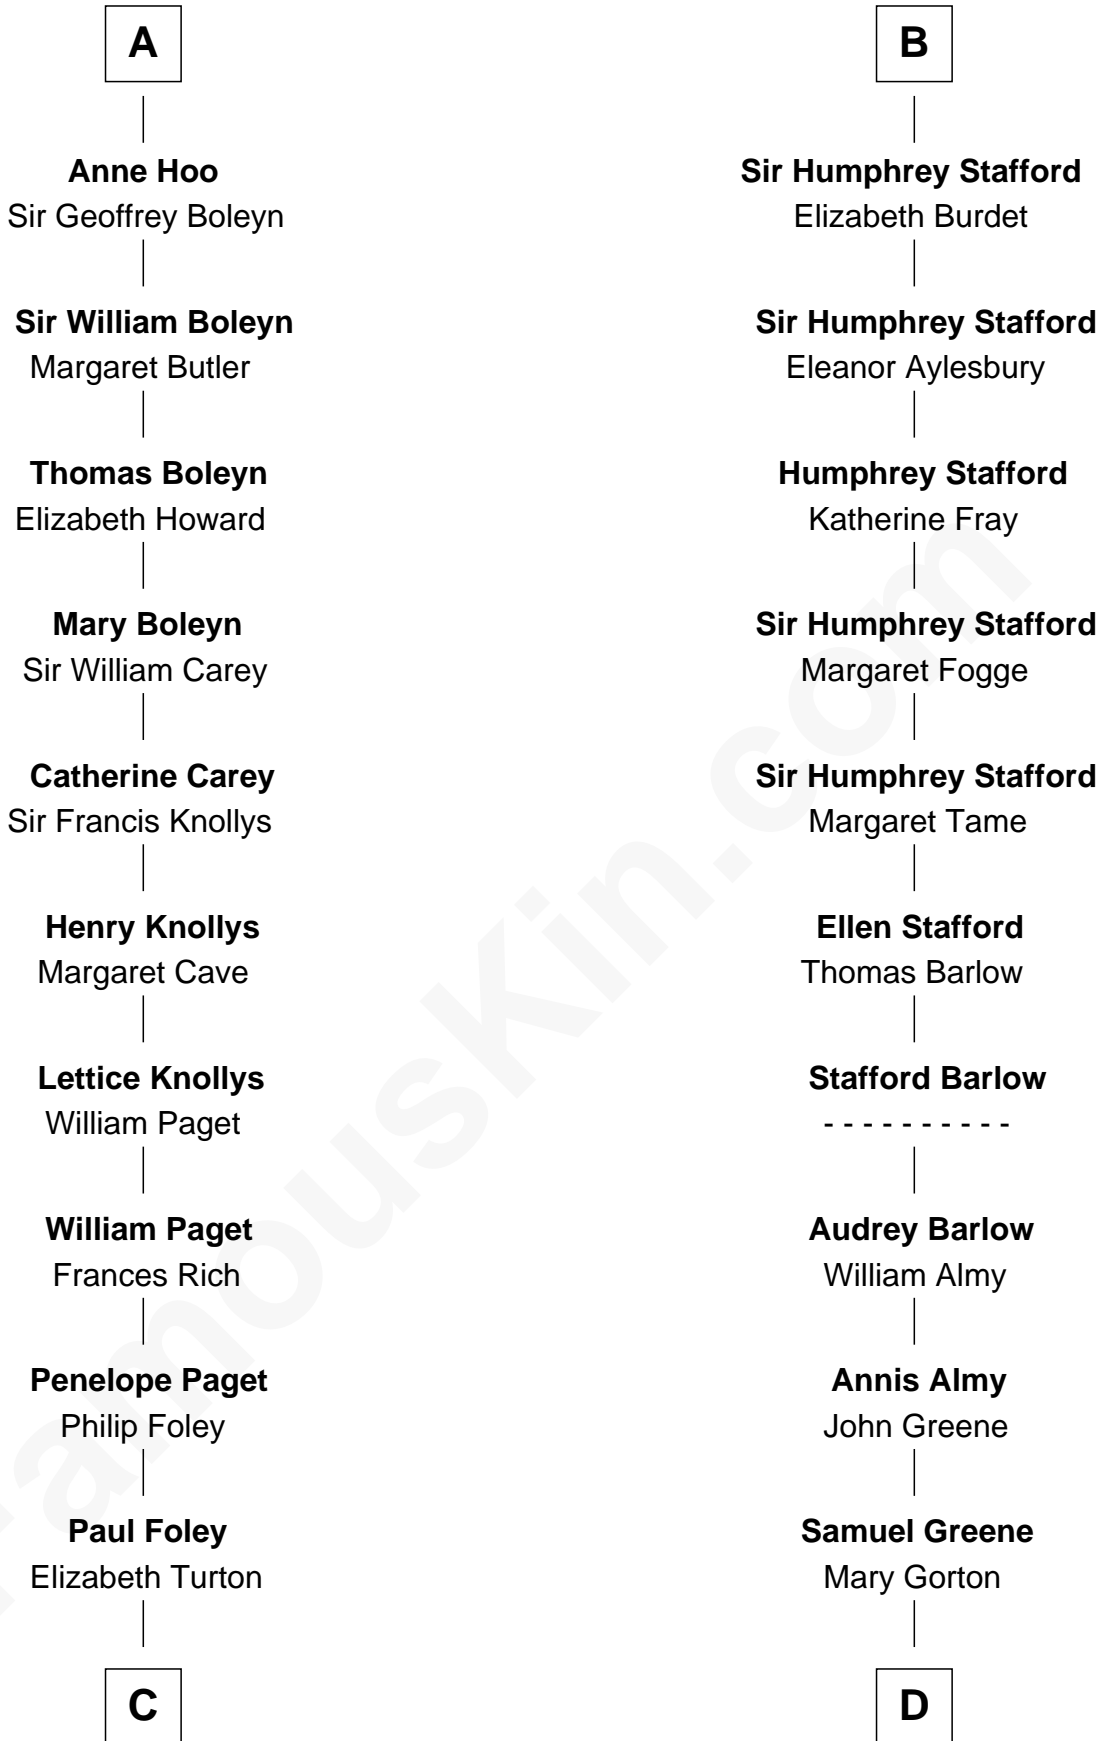 A
Anne Hoo
Sir Geoffrey Boleyn
Sir William Boleyn
Margaret Butler
Thomas Boleyn
Elizabeth Howard
Mary Boleyn
Sir William Carey
Catherine Carey
Sir Francis Knollys
Henry Knollys
Margaret Cave
Lettice Knollys
William Paget
William Paget
Frances Rich
Penelope Paget
Philip Foley
Paul Foley
Elizabeth Turton
C
B
Sir Humphrey Stafford
Elizabeth Burdet
Sir Humphrey Stafford
Eleanor Aylesbury
Humphrey Stafford
Katherine Fray
Sir Humphrey Stafford
Margaret Fogge
Sir Humphrey Stafford
Margaret Tame
Ellen Stafford
Thomas Barlow
Stafford Barlow
- - - - - - - - - -
Audrey Barlow
William Almy
Annis Almy
John Greene
Samuel Greene
Mary Gorton
D
FamousKin.com